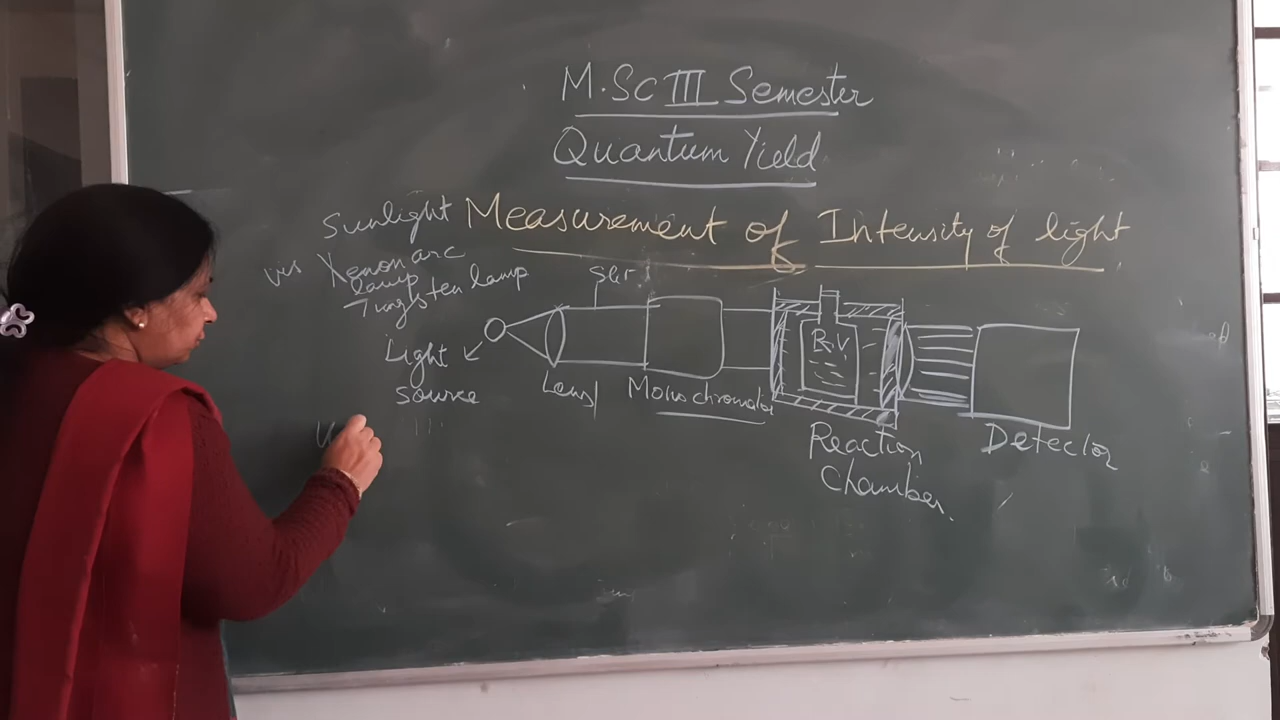 M.Sc III Semester
Quantum Yield
Measurement of Intensity of light
Sunlight
vis Xenon arc
lamp
Tungsten lamp
Light
source
Lens
Monochromator
R.V.
Reaction
Chamber.
Detector